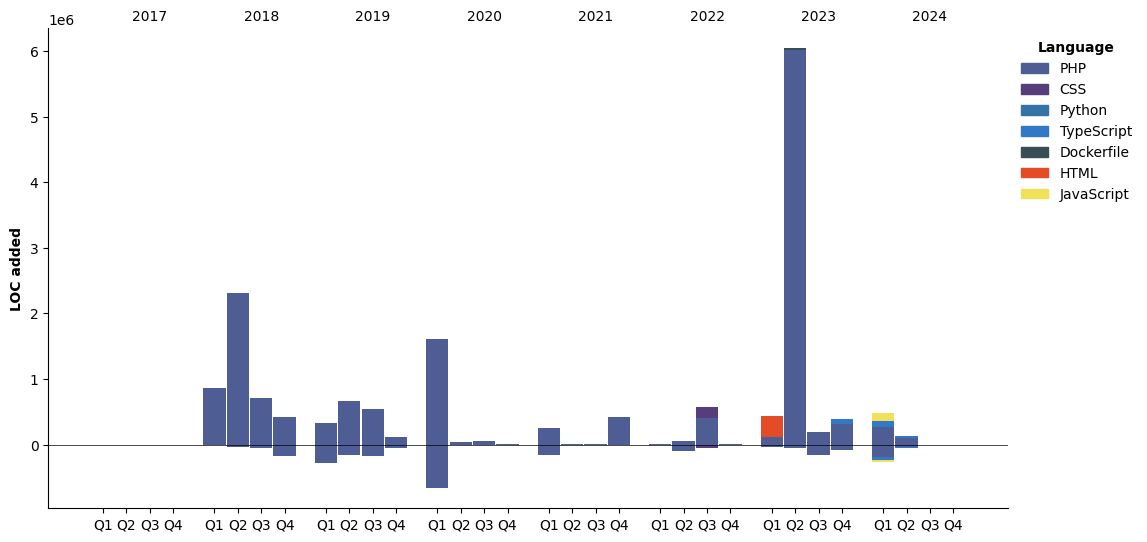 2017 2018 2019 2020 2021 2022 2023 2024
1e6
Language
PHP
CSS
Python
TypeScript
Dockerfile
HTML
JavaScript
LOC added
6
5
4
3
2
1
0
Q1 Q2 Q3 Q4 Q1 Q2 Q3 Q4 Q1 Q2 Q3 Q4 Q1 Q2 Q3 Q4 Q1 Q2 Q3 Q4 Q1 Q2 Q3 Q4 Q1 Q2 Q3 Q4 Q1 Q2 Q3 Q4